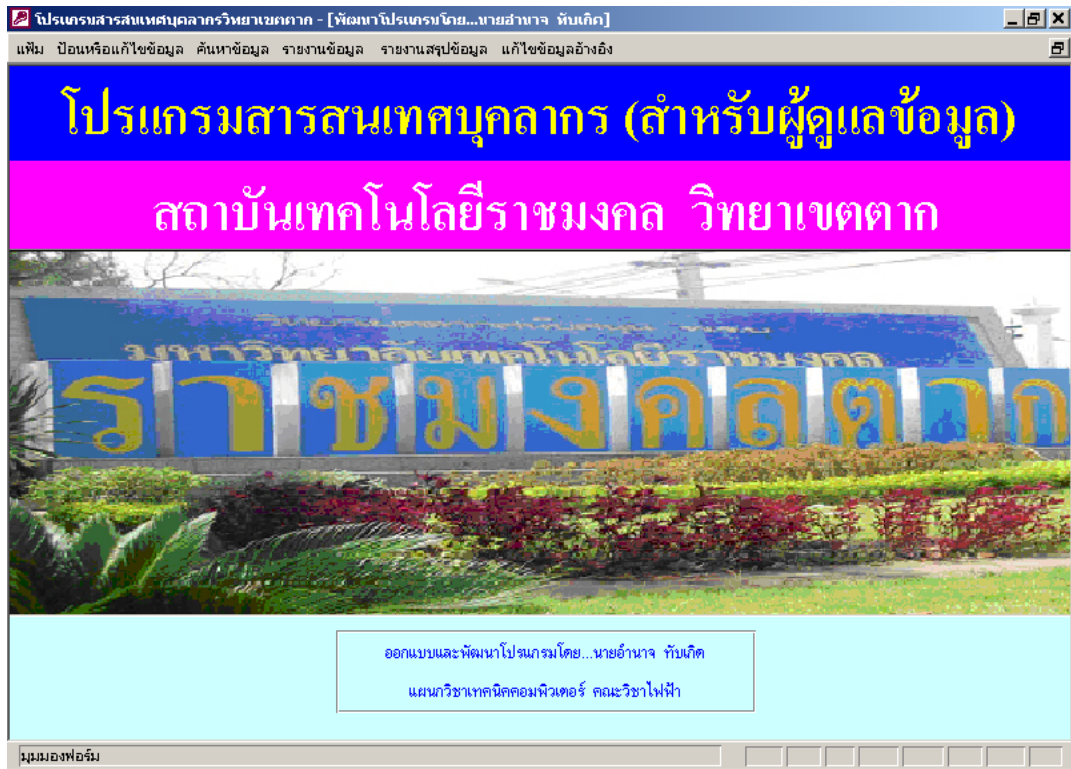 โปรแกรมสารสนเทศบุคลากรวิทยาเขตตาก - [พัฒนาโปรแกรมโดย...นายอำนาจ ทับเกิด]
แฟ้ม ป้อนหรือแก้ไขข้อมูล ค้นหาข้อมูล รายงานข้อมูล รายงานสรุปข้อมูล แก้ไขข้อมูลอ้างอิง
โปรแกรมสารสนเทศบุคลากร (สำหรับผู้ดูแลข้อมูล)
สถาบันเทคโนโลยีราชมงคล วิทยาเขตตาก
มหาวิทยาลัยเทคโนโลยีราชมงคล
ราชมงคลตาก
ออกแบบและพัฒนาโปรแกรมโดย...นายอำนาจ ทับเกิด
แผนกวิชาเทคนิคคอมพิวเตอร์ คณะวิชาไฟฟ้า
มุมมองฟอร์ม